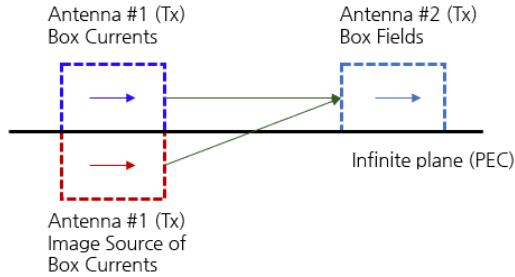 Antenna #1 (Tx)
Box Currents
Antenna #2 (Tx)
Box Fields
Infinite plane (PEC)
Antenna #1 (Tx)
Image Source of
Box Currents